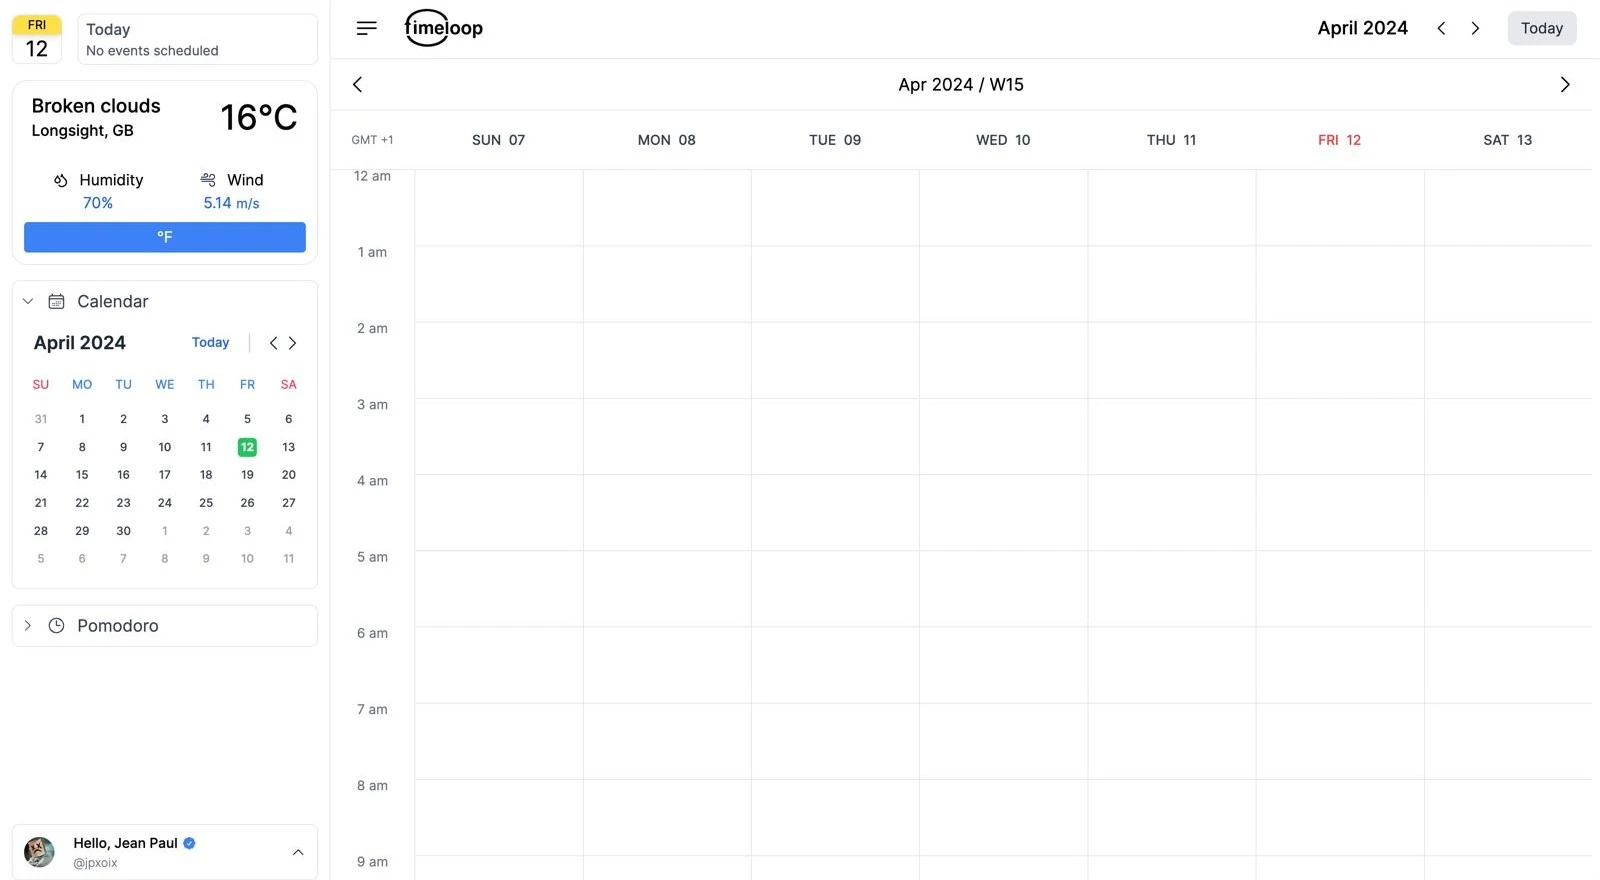 FRI
12
Today
No events scheduled
Broken clouds
Longsight, GB
16°C
Humidity
70%
Wind
5.14 m/s
°F
Calendar
April 2024
Today
SU MO TU WE TH FR SA
31 1 2 3 4 5 6
7 8 9 10 11 12 13
14 15 16 17 18 19 20
21 22 23 24 25 26 27
28 29 30 1 2 3 4
5 6 7 8 9 10 11
Pomodoro
Hello, Jean Paul
@jpxoix
timeloop
April 2024
Today
Apr 2024 / W15
GMT +1 SUN 07 MON 08 TUE 09 WED 10 THU 11 FRI 12 SAT 13
12 am
1 am
2 am
3 am
4 am
5 am
6 am
7 am
8 am
9 am